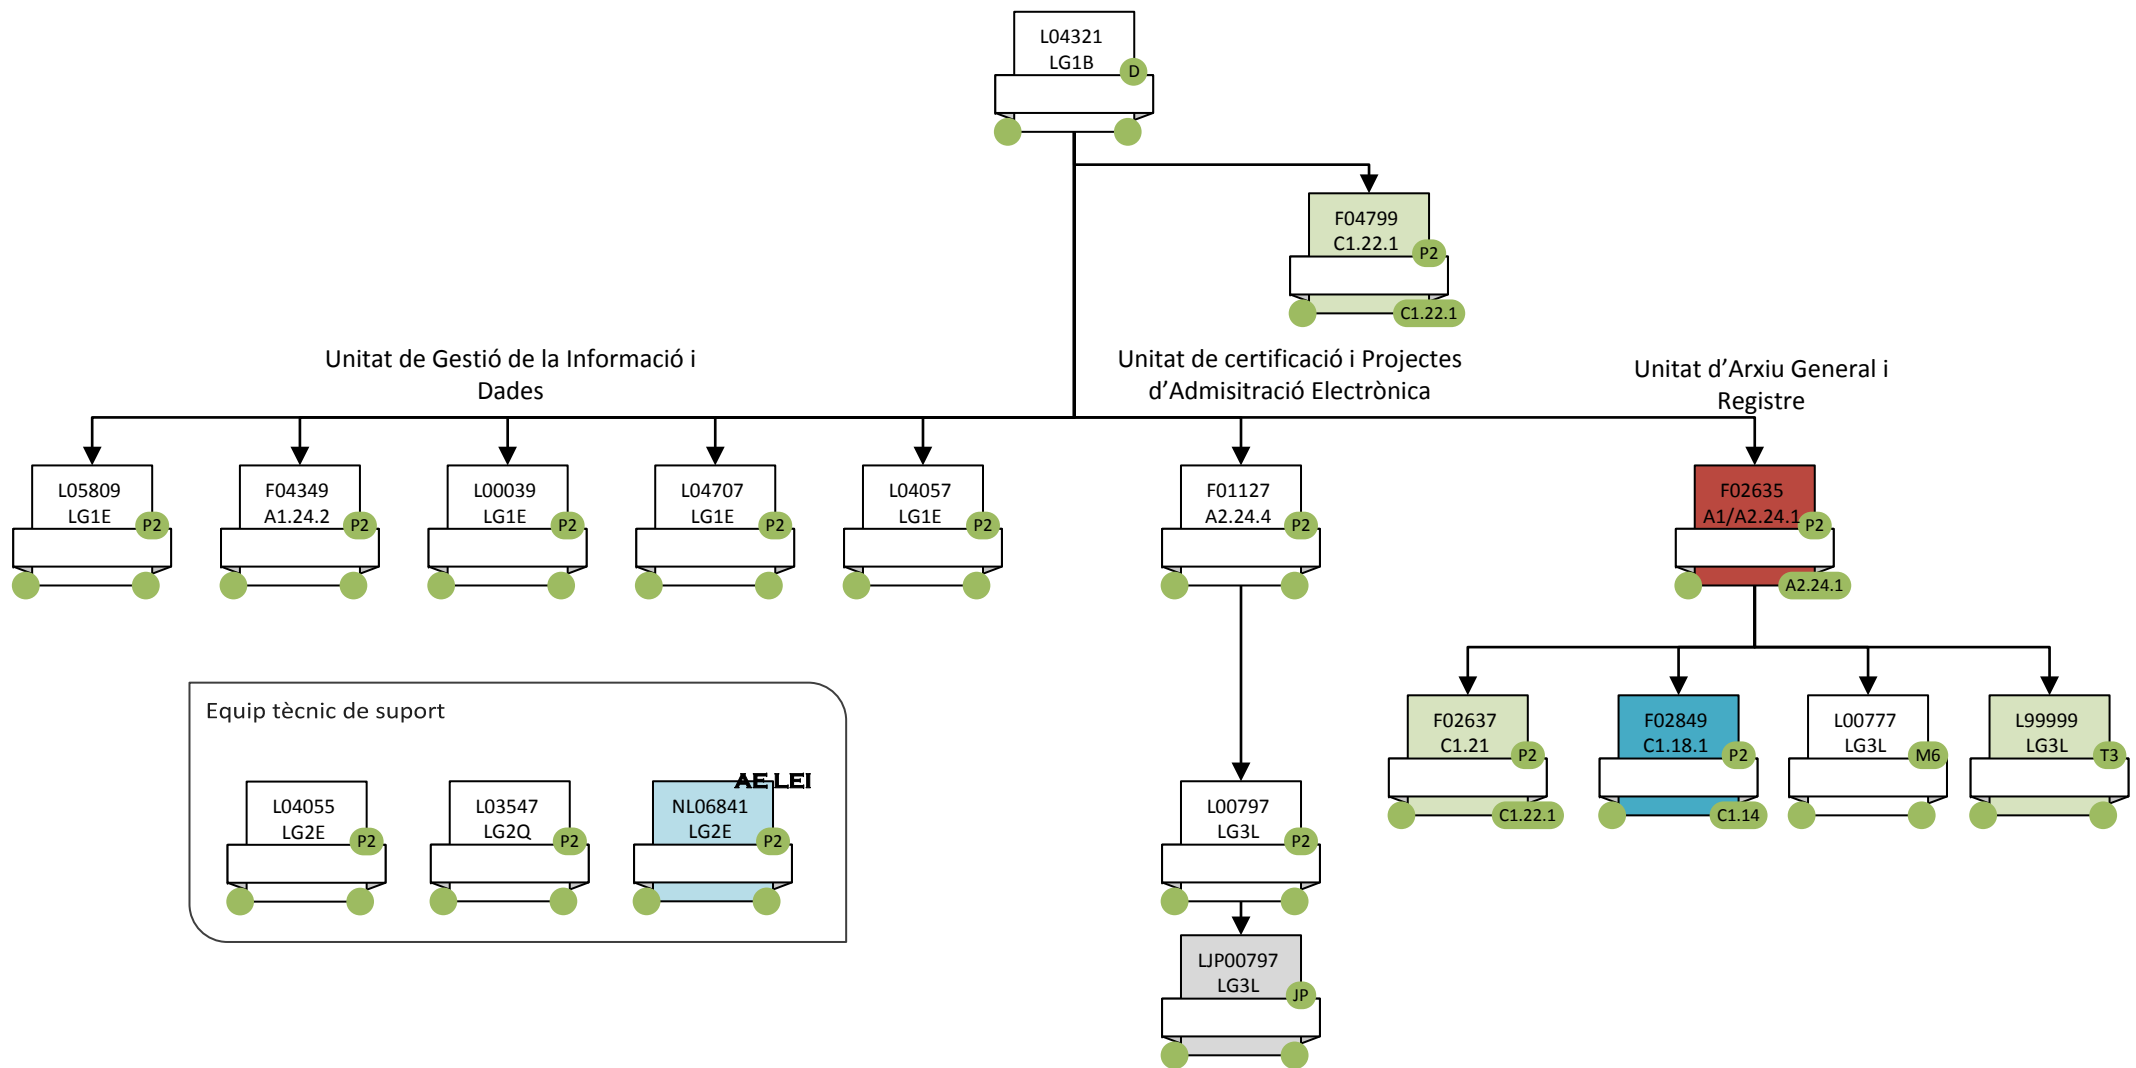 L04321
LG1B
D
F04799
C1.22.1
P2
C1.22.1
Unitat de Gestió de la Informació i
Dades
Unitat de certificació i Projectes
d’Admisitració Electrònica
Unitat d’Arxiu General i
Registre
L05809
LG1E
P2
F04349
A1.24.2
P2
L00039
LG1E
P2
L04707
LG1E
P2
L04057
LG1E
P2
F01127
A2.24.4
P2
F02635
A1/A2.24.1
P2
A2.24.1
Equip tècnic de suport
L04055
LG2E
P2
L03547
LG2Q
P2
AE LEI
NL06841
LG2E
P2
L00797
LG3L
P2
LJP00797
LG3L
JP
F02637
C1.21
P2
C1.22.1
F02849
C1.18.1
P2
C1.14
L00777
LG3L
M6
L99999
LG3L
T3